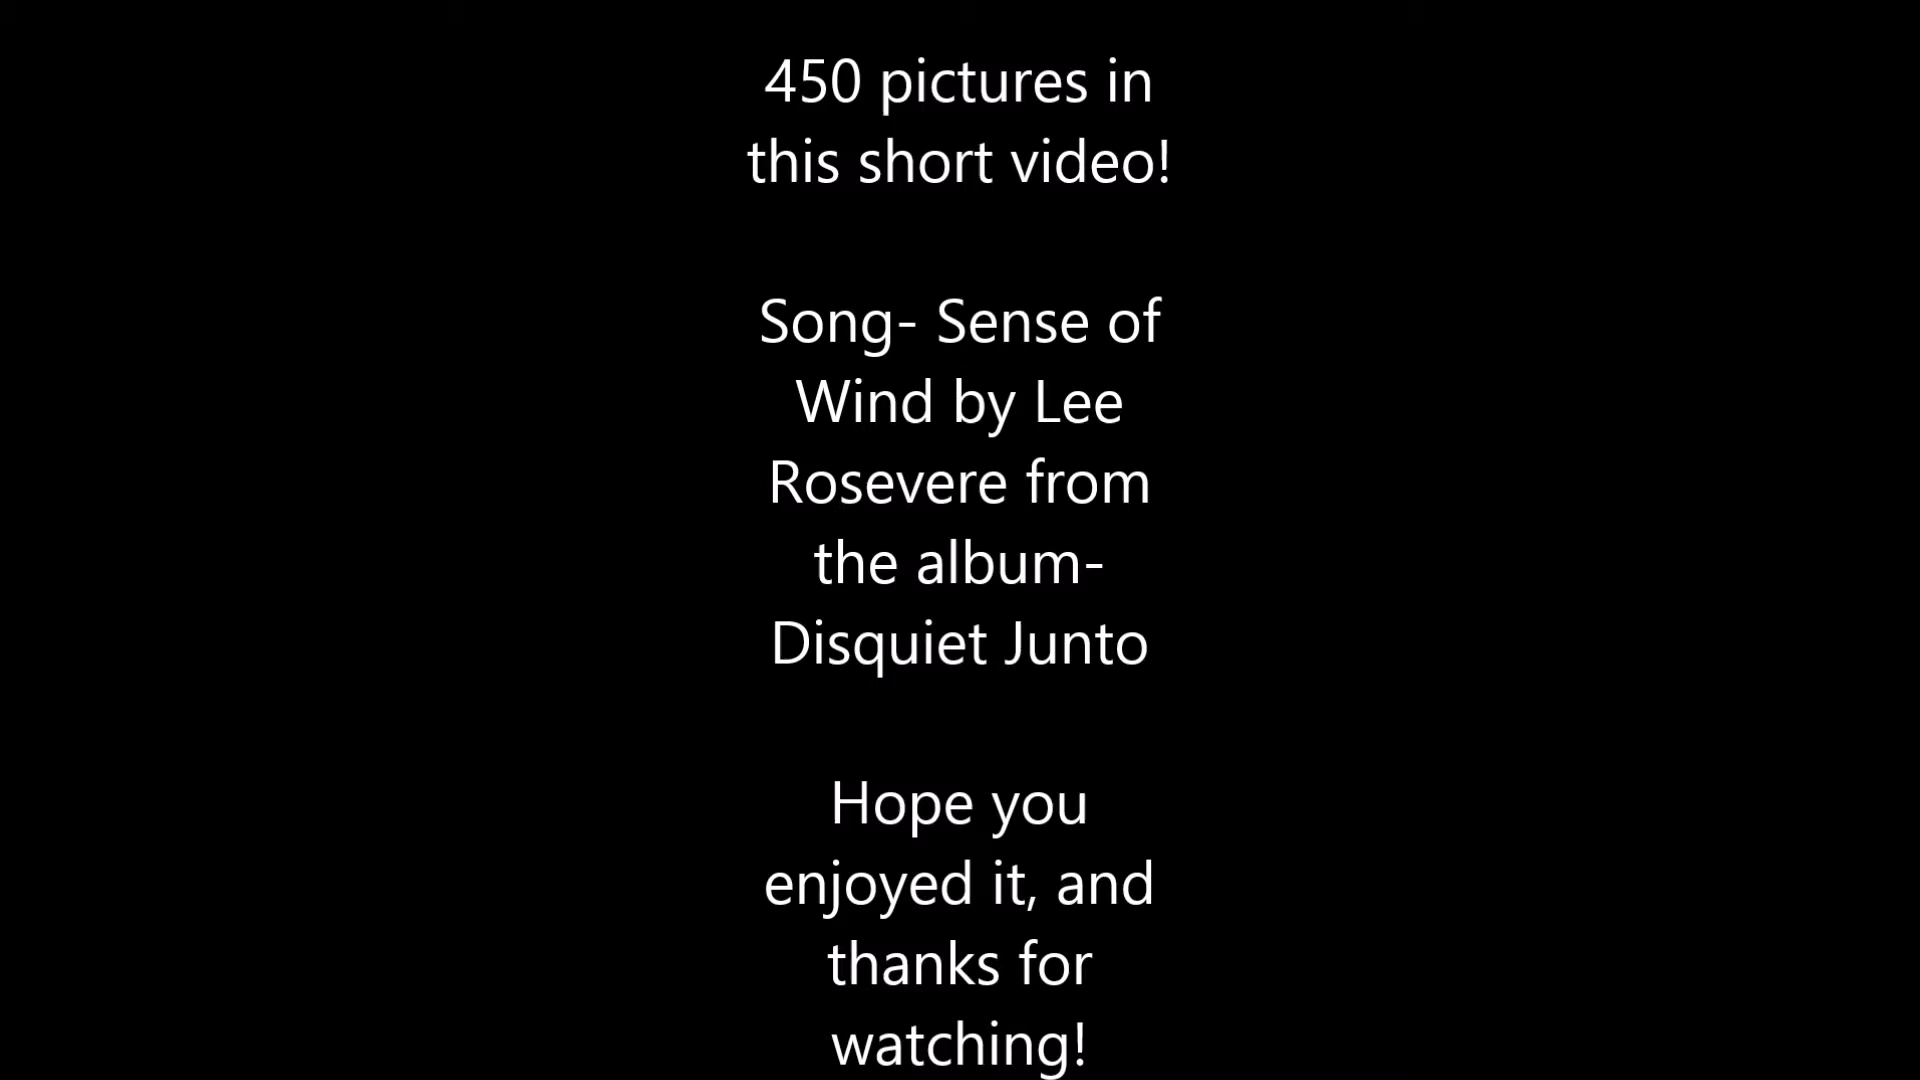 450 pictures in
this short video!
Song- Sense of
Wind by Lee
Rosevere from
the album-
Disquiet Junto
Hope you
enjoyed it, and
thanks for
watching!